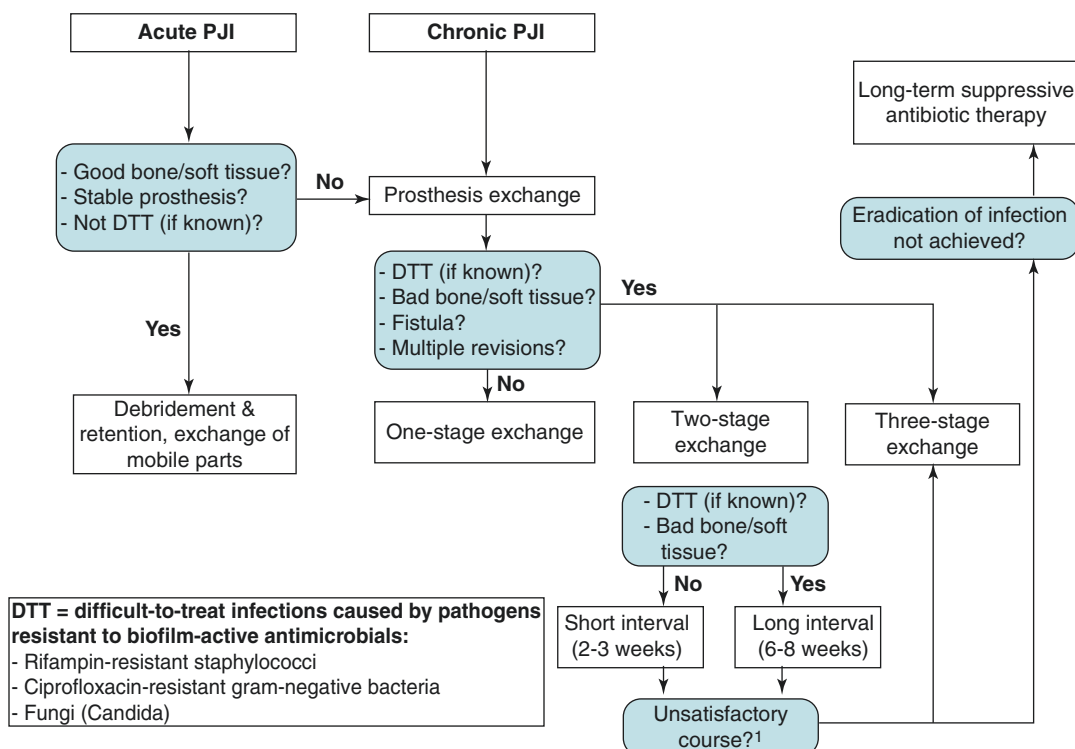 Acute PJI
Chronic PJI
Long-term suppressive
antibiotic therapy
- Good bone/soft tissue?
- Stable prosthesis?
- Not DTT (if known)?
No
Prosthesis exchange
Eradication of infection
not achieved?
- DTT (if known)?
- Bad bone/soft tissue?
- Fistula?
- Multiple revisions?
Yes
Yes
No
Debridement &
retention, exchange of
mobile parts
One-stage exchange
Two-stage
exchange
Three-stage
exchange
- DTT (if known)?
- Bad bone/soft
tissue?
No
Yes
Short interval
(2-3 weeks)
Long interval
(6-8 weeks)
DTT = difficult-to-treat infections caused by pathogens
resistant to biofilm-active antimicrobials:
- Rifampin-resistant staphylococci
- Ciprofloxacin-resistant gram-negative bacteria
- Fungi (Candida)
Unsatisfactory
course?¹